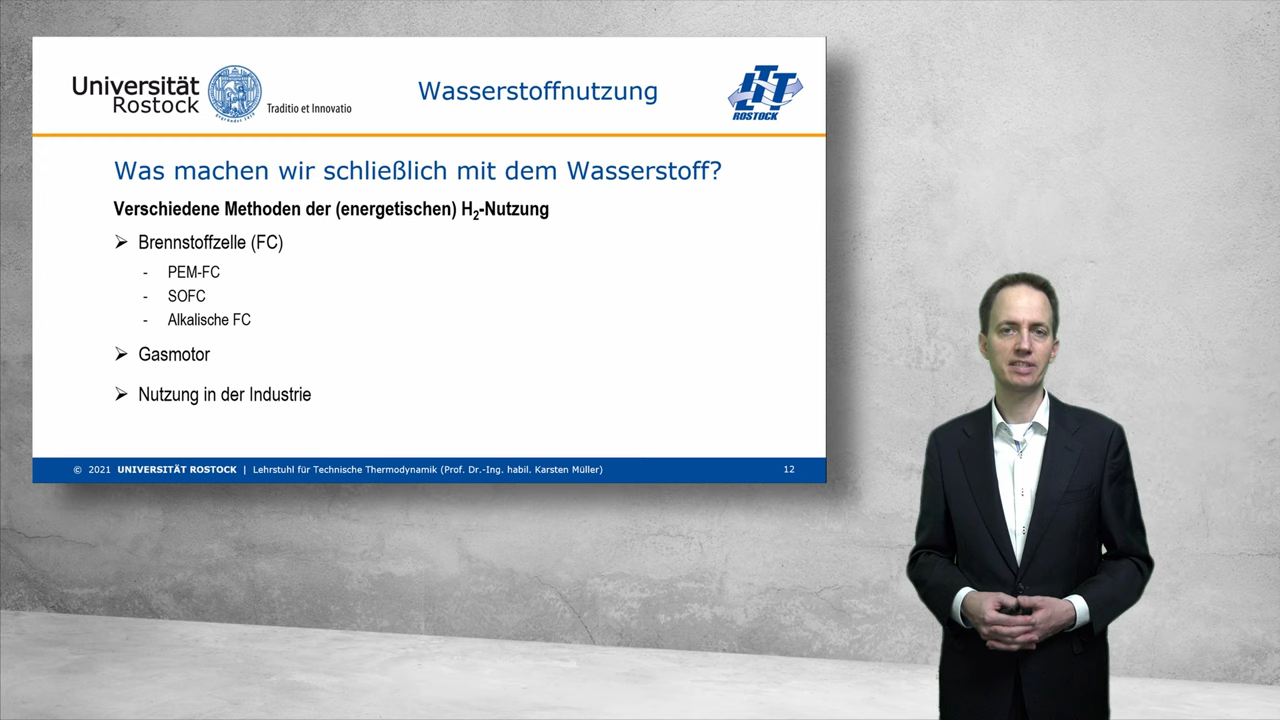 Universität
Rostock
Traditio et Innovatio
Wasserstoffnutzung
LTT
ROSTOCK
Was machen wir schließlich mit dem Wasserstoff?
Verschiedene Methoden der (energetischen) H₂-Nutzung
➢ Brennstoffzelle (FC)
- PEM-FC
- SOFC
- Alkalische FC
➢ Gasmotor
➢ Nutzung in der Industrie
© 2021 UNIVERSITÄT ROSTOCK | Lehrstuhl für Technische Thermodynamik (Prof. Dr.-Ing. habil. Karsten Müller)
12